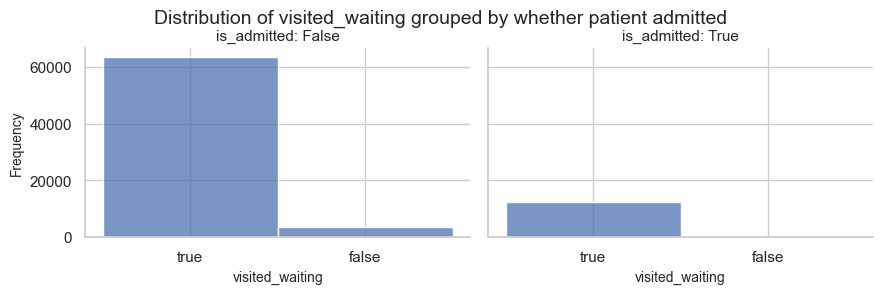 Distribution of visited_waiting grouped by whether patient admitted
is_admitted: False
is_admitted: True
Frequency
60000
40000
20000
0
true
false
true
false
visited_waiting
visited_waiting